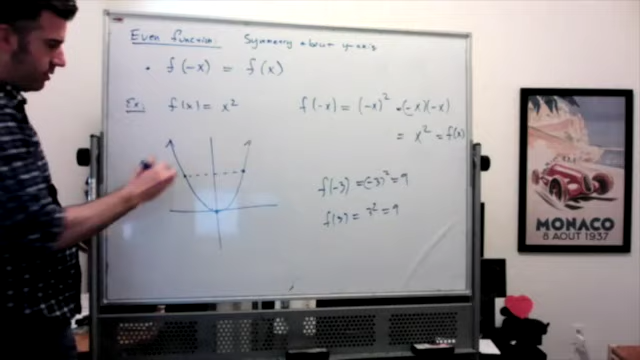 Even function: Symmetry about y-axis
• f(-x) = f(x)
Ex: f(x) = x²
f(-x) = (-x)² = (-x)(-x)
= x² = f(x)
f(-3) = (-3)² = 9
f(3) = 3² = 9
MONACO
8 AOUT 1937